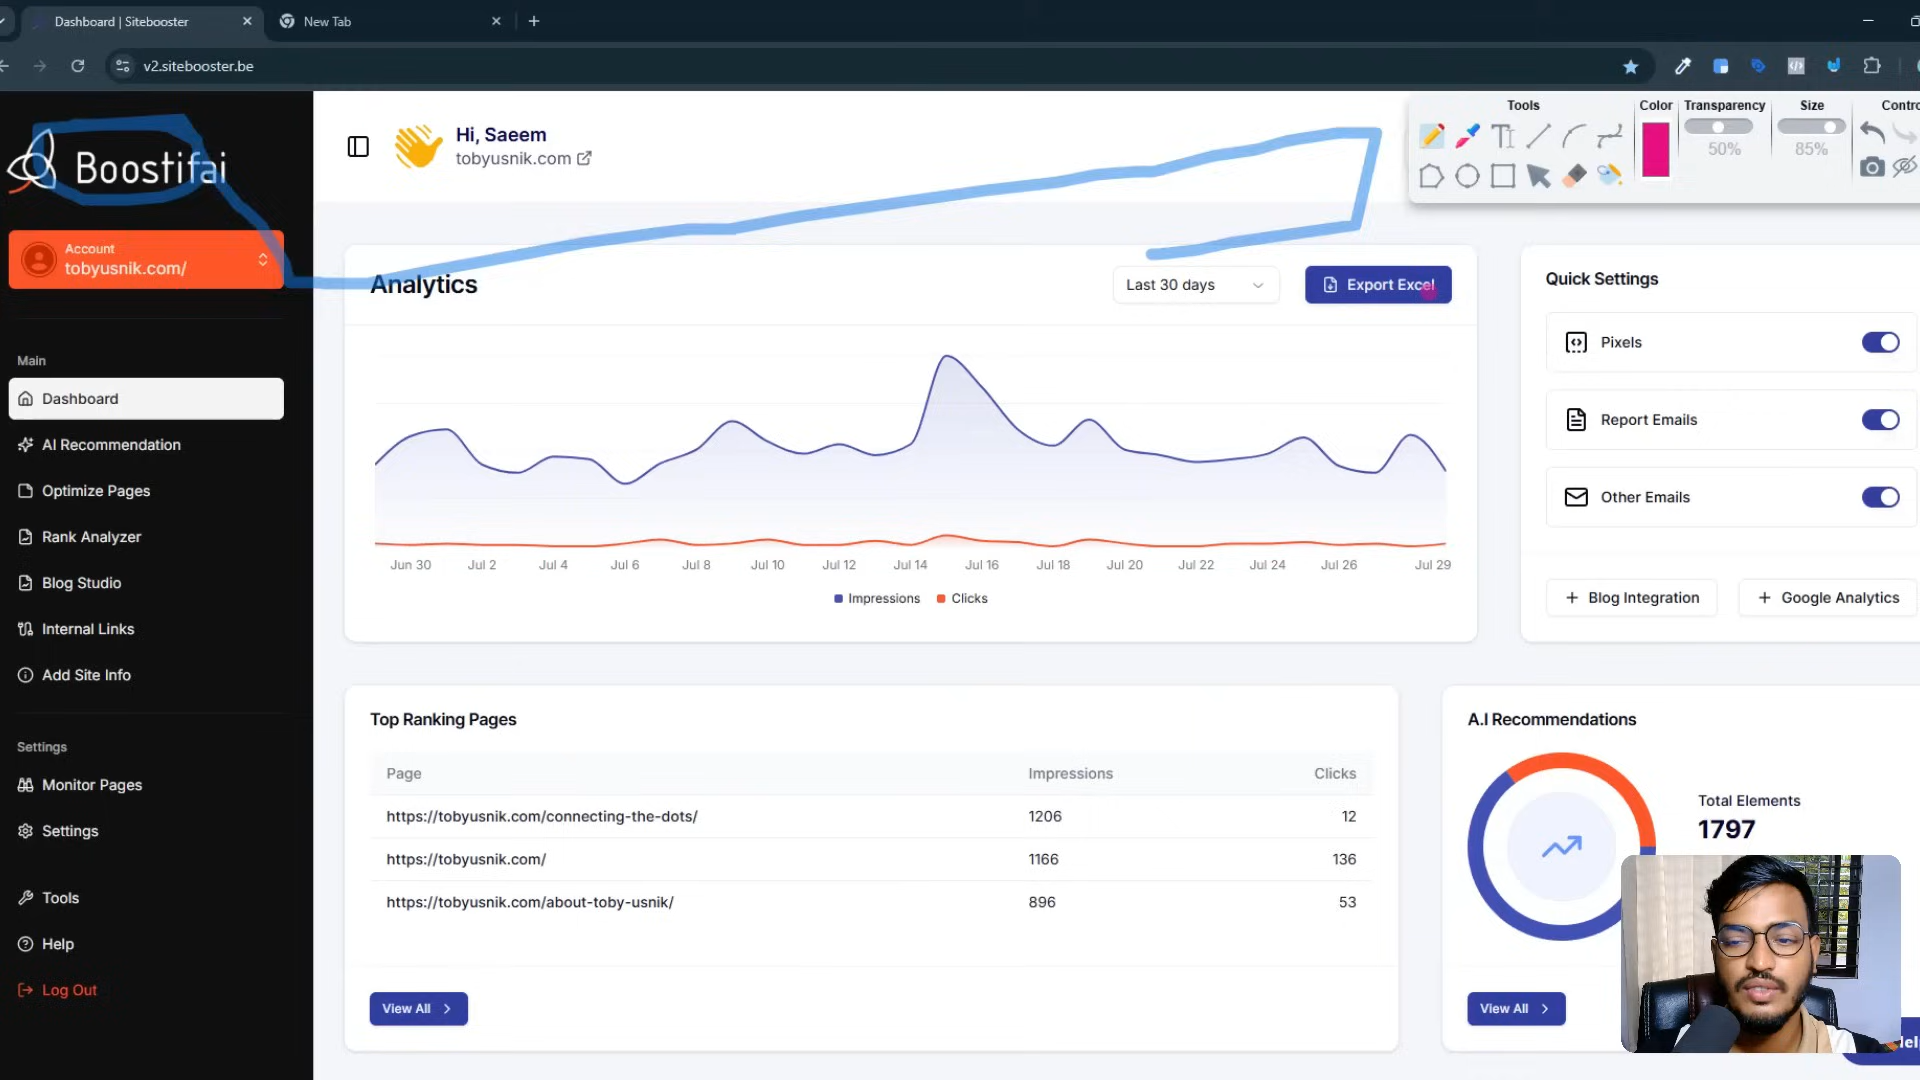 Dashboard | Sitebooster
New Tab
v2.sitebooster.be
Boostifai
Account
tobyusnik.com/
Main
Dashboard
AI Recommendation
Optimize Pages
Rank Analyzer
Blog Studio
Internal Links
Add Site Info
Settings
Monitor Pages
Settings
Tools
Help
Log Out
Hi, Saeem
tobyusnik.com
Tools
Color
Transparency
Size
50%
85%
Analytics
Last 30 days
Export Excel
Jun 30 Jul 2 Jul 4 Jul 6 Jul 8 Jul 10 Jul 12 Jul 14 Jul 16 Jul 18 Jul 20 Jul 22 Jul 24 Jul 26 Jul 29
Impressions Clicks
Quick Settings
Pixels
Report Emails
Other Emails
Blog Integration
Google Analytics
Top Ranking Pages
Page Impressions Clicks
https://tobyusnik.com/connecting-the-dots/ 1206 12
https://tobyusnik.com/ 1166 136
https://tobyusnik.com/about-toby-usnik/ 896 53
View All
A.I Recommendations
Total Elements
1797
View All